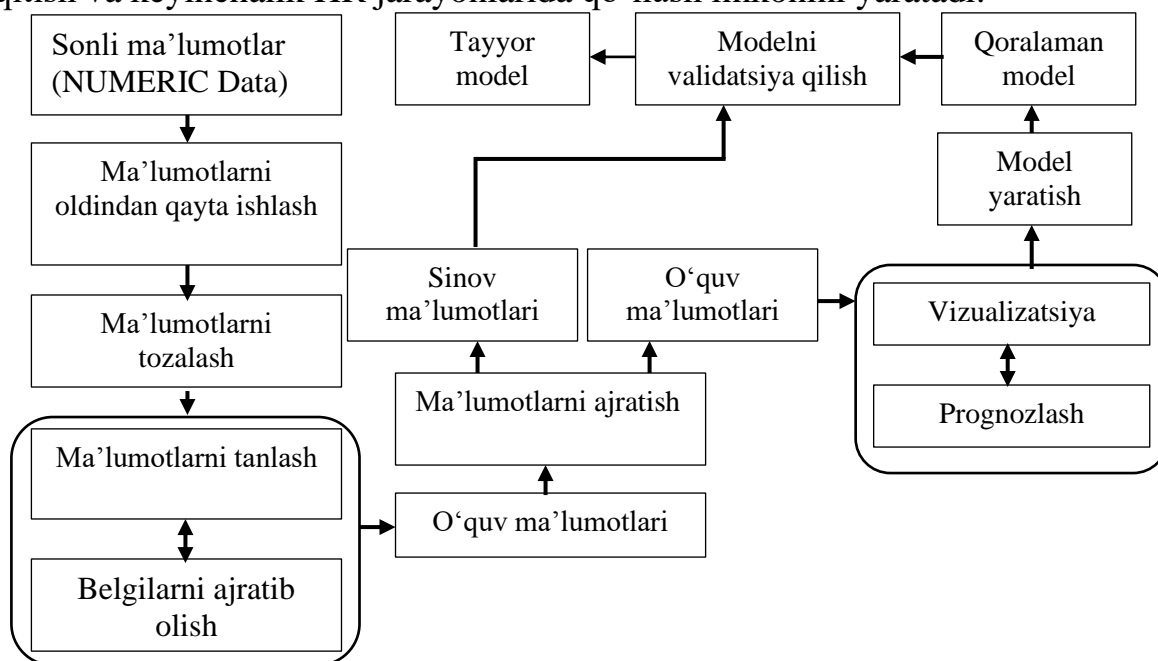 Sonli ma’lumotlar
(NUMERIC Data)
Ma’lumotlarni
oldindan qayta ishlash
Ma’lumotlarni
tozalash
Ma’lumotlarni tanlash
Belgilarni ajratib
olish
O‘quv ma’lumotlari
Ma’lumotlarni ajratish
Sinov
ma’lumotlari
O‘quv
ma’lumotlari
Vizualizatsiya
Prognozlash
Model
yaratish
Qoralaman
model
Modelni
validatsiya qilish
Tayyor
model